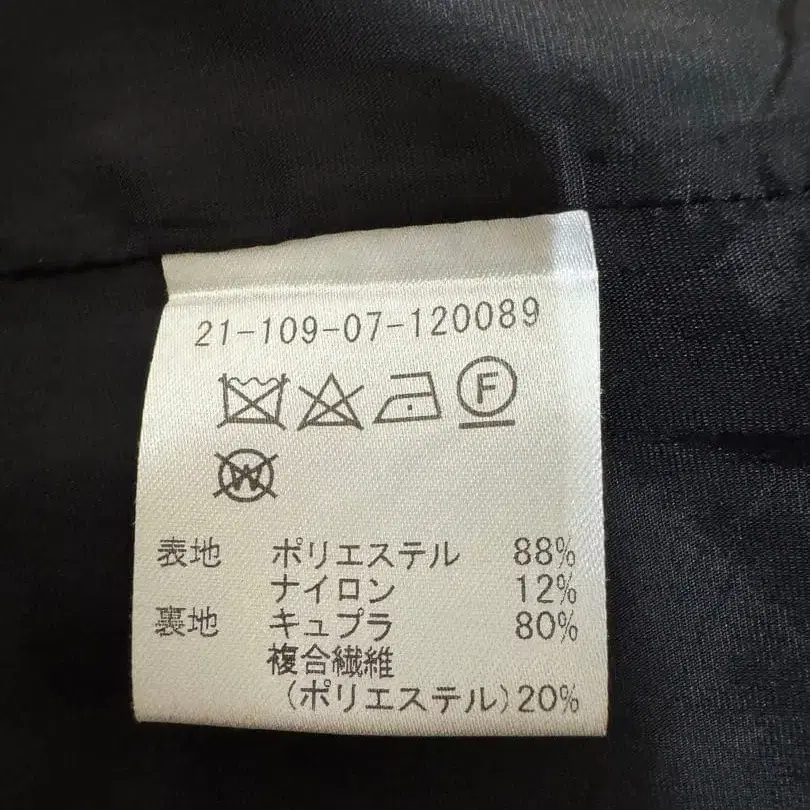 21-109-07-120089
F
W
表地 ポリエステル 88%
ナイロン 12%
裏地 キュプラ 80%
複合繊維
(ポリエステル)20%